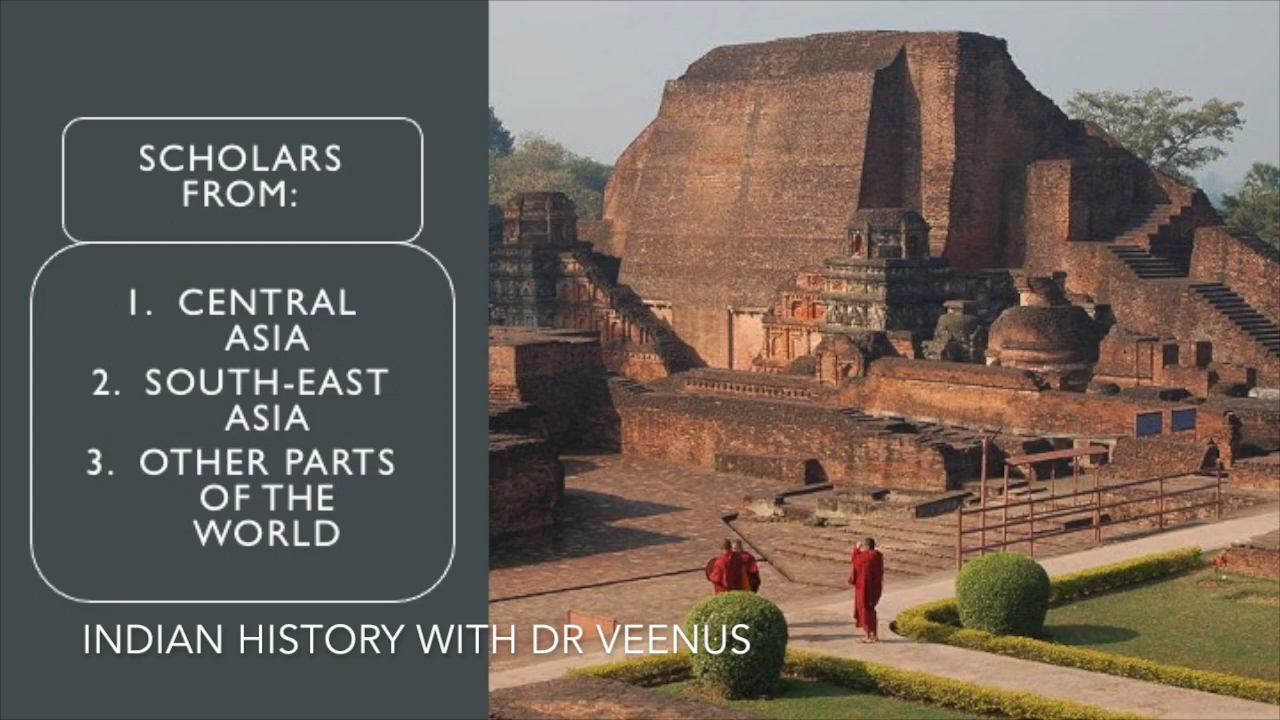 SCHOLARS
FROM:
1. CENTRAL
ASIA
2. SOUTH-EAST
ASIA
3. OTHER PARTS
OF THE
WORLD
INDIAN HISTORY WITH DR VEENUS